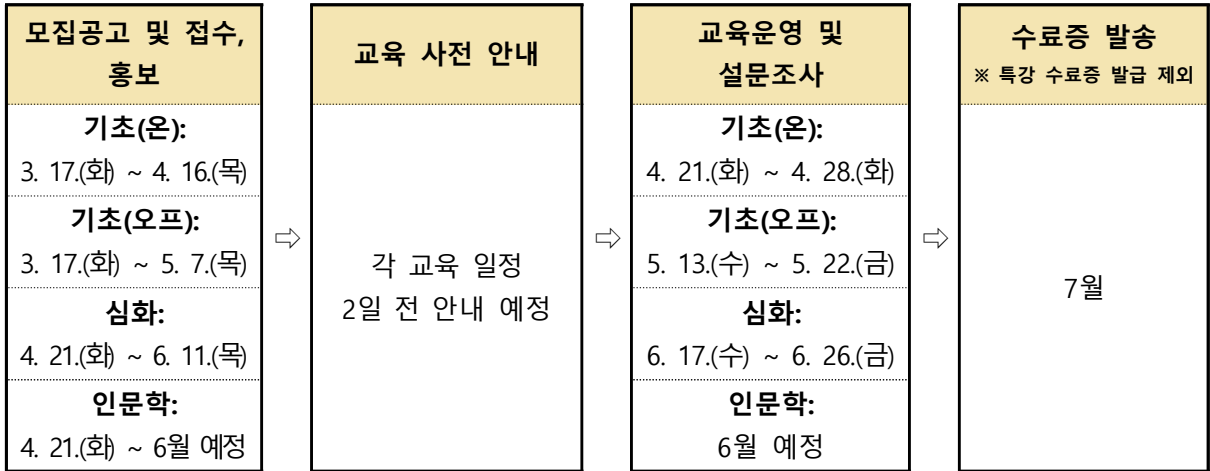 모집공고 및 접수,
홍보
기초(온):
3. 17.(화) ~ 4. 16.(목)
기초(오프):
3. 17.(화) ~ 5. 7.(목)
심화:
4. 21.(화) ~ 6. 11.(목)
인문학:
4. 21.(화) ~ 6월 예정
⇨
교육 사전 안내
각 교육 일정
2일 전 안내 예정
⇨
교육운영 및
설문조사
기초(온):
4. 21.(화) ~ 4. 28.(화)
기초(오프):
5. 13.(수) ~ 5. 22.(금)
심화:
6. 17.(수) ~ 6. 26.(금)
인문학:
6월 예정
⇨
수료증 발송
※ 특강 수료증 발급 제외
7월